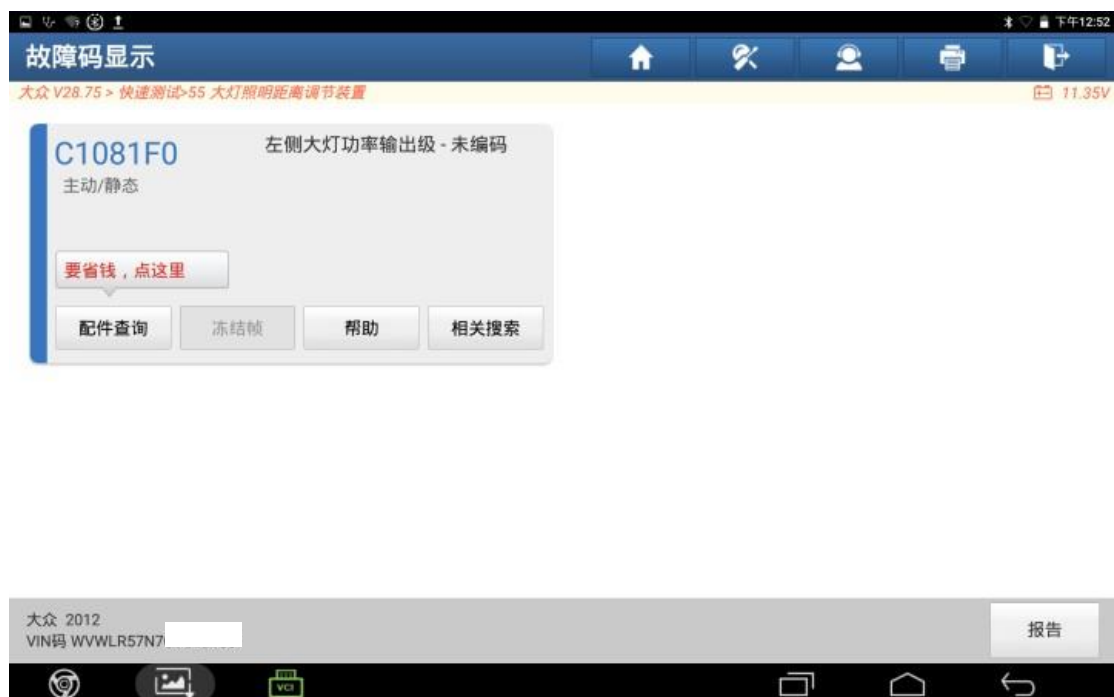 下午12:52
故障码显示
大众 V28.75 > 快速测试>55 大灯照明距离调节装置
11.35V
C1081F0
左侧大灯功率输出级 - 未编码
主动/静态
要省钱，点这里
配件查询
冻结帧
帮助
相关搜索
大众 2012
VIN码 WVWLR57N7
报告
VCI